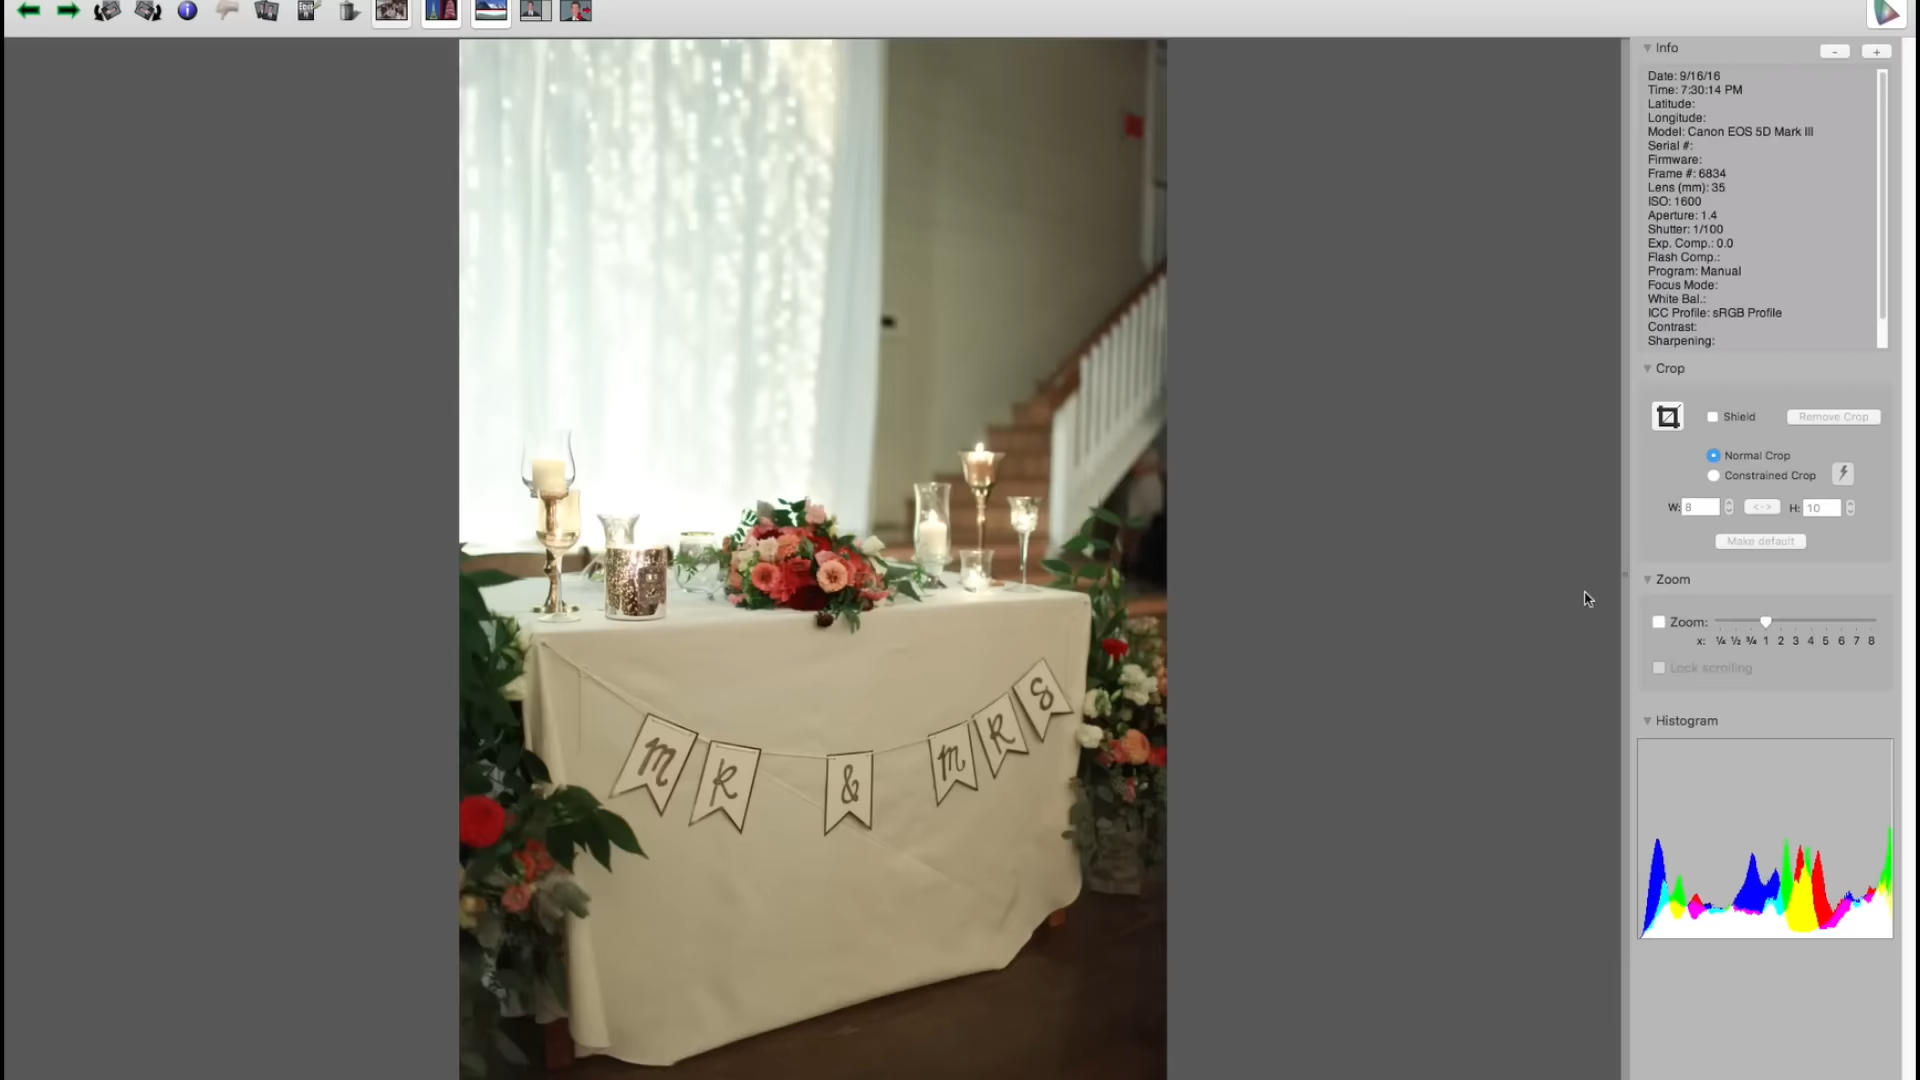 Info
- +
Date: 9/16/16
Time: 7:30:14 PM
Latitude:
Longitude:
Model: Canon EOS 5D Mark III
Serial #:
Firmware:
Frame #: 6834
Lens (mm): 35
ISO: 1600
Aperture: 1.4
Shutter: 1/100
Exp. Comp.: 0.0
Flash Comp.:
Program: Manual
Focus Mode:
White Bal.:
ICC Profile: sRGB Profile
Contrast:
Sharpening:
Crop
Shield Remove Crop
Normal Crop
Constrained Crop
W: 8 <-> H: 10
Make default
Zoom
Zoom:
x: ¼ ½ ¾ 1 2 3 4 5 6 7 8
Lock scrolling
Histogram
MR & MRS